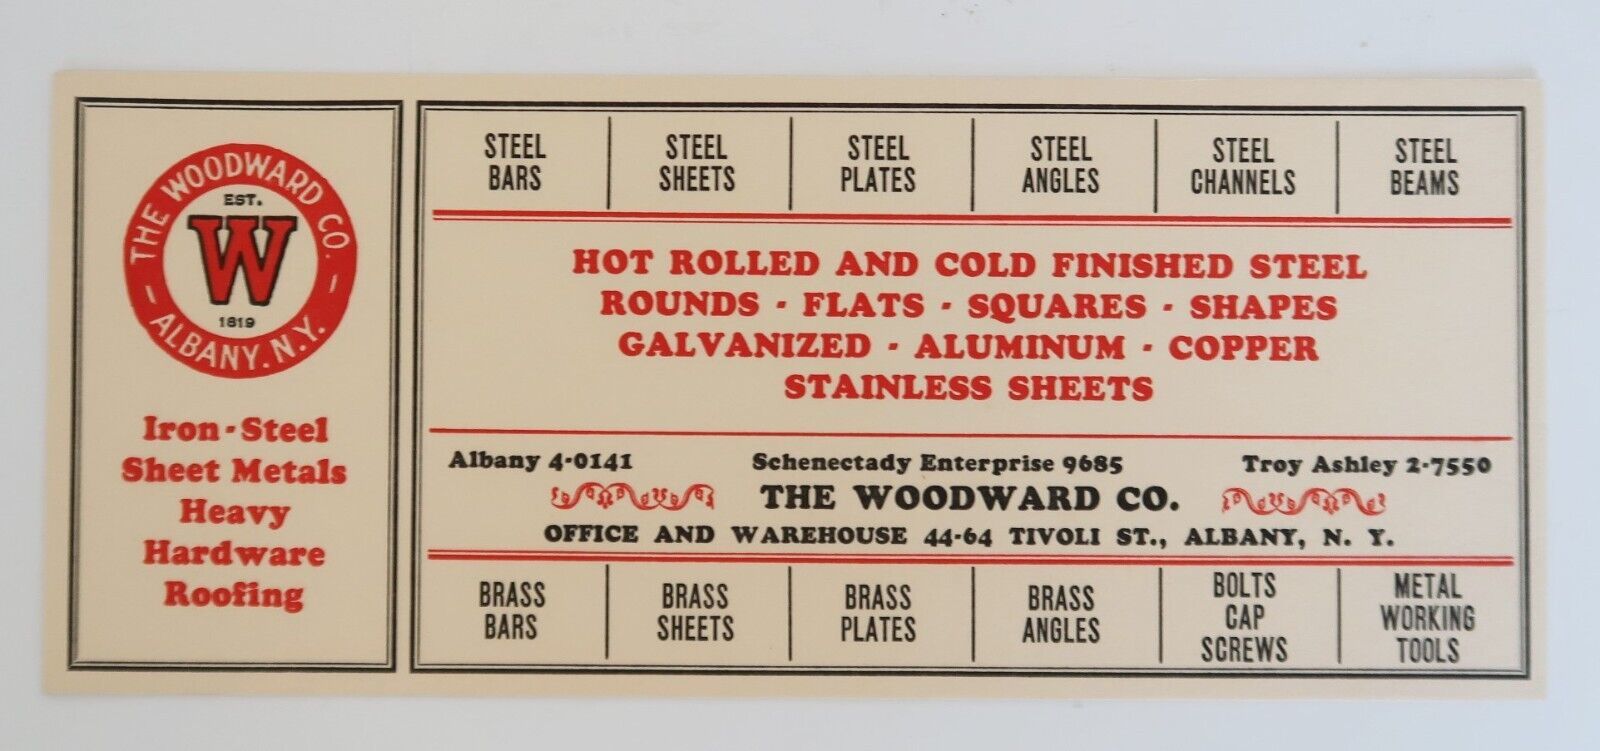 THE WOODWARD CO.
EST.
W
1819
ALBANY. N.Y.
Iron-Steel
Sheet Metals
Heavy
Hardware
Roofing
STEEL
BARS
STEEL
SHEETS
STEEL
PLATES
STEEL
ANGLES
STEEL
CHANNELS
STEEL
BEAMS
HOT ROLLED AND COLD FINISHED STEEL
ROUNDS - FLATS - SQUARES - SHAPES
GALVANIZED - ALUMINUM - COPPER
STAINLESS SHEETS
Albany 4-0141 Schenectady Enterprise 9685 Troy Ashley 2-7550
THE WOODWARD CO.
OFFICE AND WAREHOUSE 44-64 TIVOLI ST., ALBANY, N. Y.
BRASS
BARS
BRASS
SHEETS
BRASS
PLATES
BRASS
ANGLES
BOLTS
CAP
SCREWS
METAL
WORKING
TOOLS